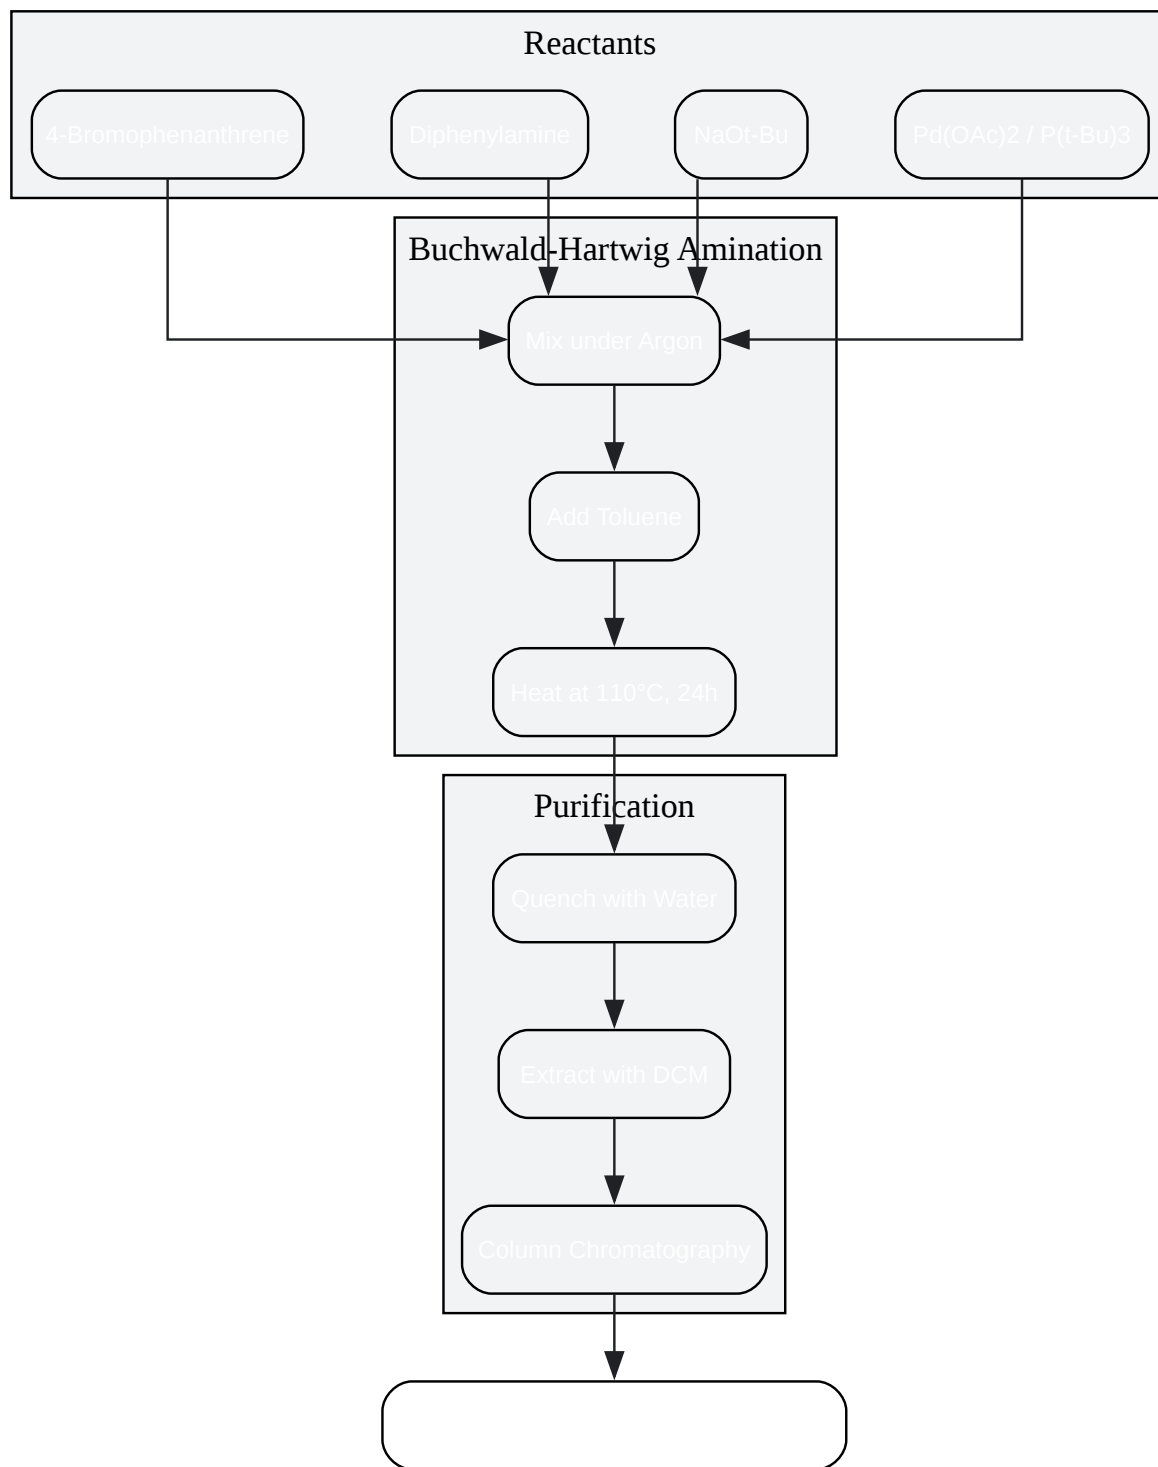 Reactants
4-Bromophenanthrene
Diphenylamine
NaOt-Bu
Pd(OAc)2 / P(t-Bu)3
Buchwald-Hartwig Amination
Mix under Argon
Add Toluene
Heat at 110°C, 24h
Purification
Quench with Water
Extract with DCM
Column Chromatography